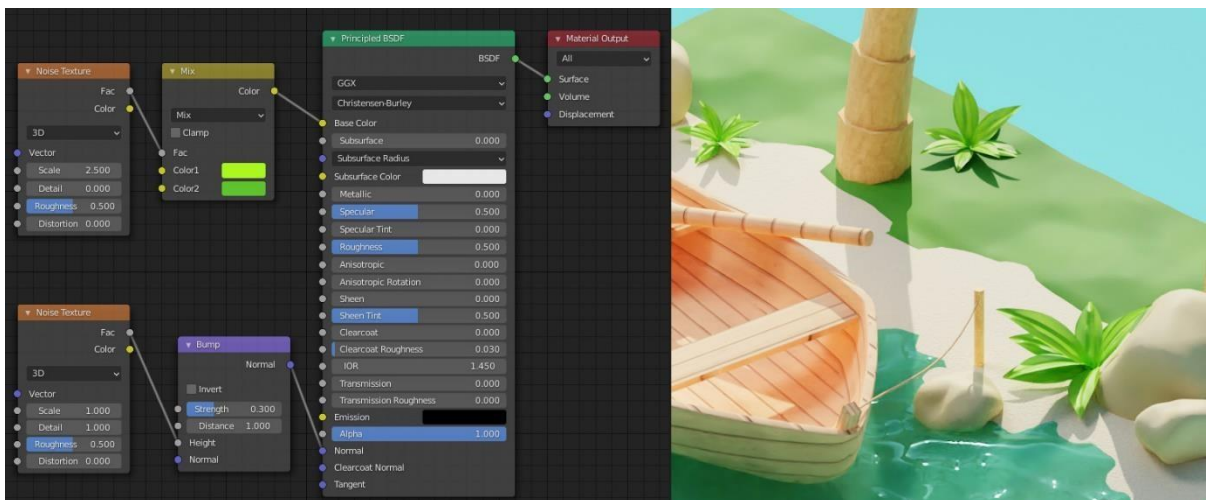 Noise Texture
Fac
Color
3D
Vector
Scale 2.500
Detail 0.000
Roughness 0.500
Distortion 0.000
Mix
Color
Mix
Clamp
Fac
Color1
Color2
Noise Texture
Fac
Color
3D
Vector
Scale 1.000
Detail 1.000
Roughness 0.500
Distortion 0.000
Bump
Normal
Invert
Strength 0.300
Distance 1.000
Height
Normal
Principled BSDF
BSDF
GGX
Christensen-Burley
Base Color
Subsurface 0.000
Subsurface Radius
Subsurface Color
Metallic 0.000
Specular 0.500
Specular Tint 0.000
Roughness 0.500
Anisotropic 0.000
Anisotropic Rotation 0.000
Sheen 0.000
Sheen Tint 0.500
Clearcoat 0.000
Clearcoat Roughness 0.030
IOR 1.450
Transmission 0.000
Transmission Roughness 0.000
Emission
Alpha 1.000
Normal
Clearcoat Normal
Tangent
Material Output
All
Surface
Volume
Displacement